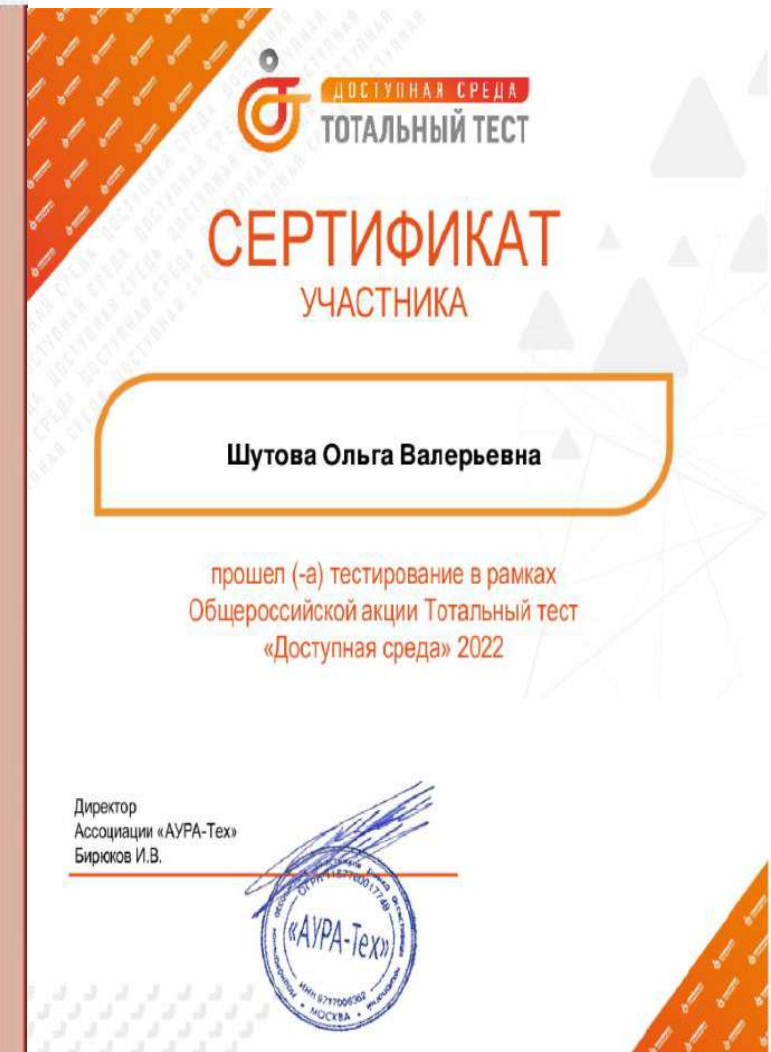 ДОСТУПНАЯ СРЕДА
ТОТАЛЬНЫЙ ТЕСТ
СЕРТИФИКАТ
УЧАСТНИКА
Шутова Ольга Валерьевна
прошел (-а) тестирование в рамках
Общероссийской акции Тотальный тест
«Доступная среда» 2022
Директор
Ассоциации «АУРА-Тех»
Бирюков И.В.
«АУРА-Тех»
МОСКВА